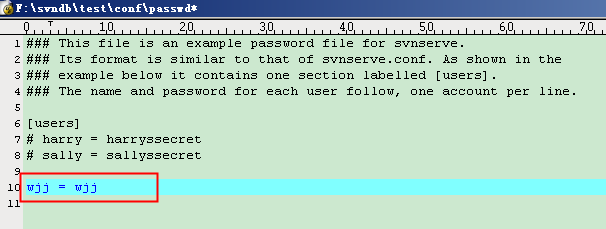 F:\svndb\test\conf\passwd*
0 10 20 30 40 50 60 70
1 ### This file is an example password file for svnserve.
2 ### Its format is similar to that of svnserve.conf. As shown in the
3 ### example below it contains one section labelled [users].
4 ### The name and password for each user follow, one account per line.
5
6 [users]
7 # harry = harryssecret
8 # sally = sallyssecret
9
10 wjj = wjj
11